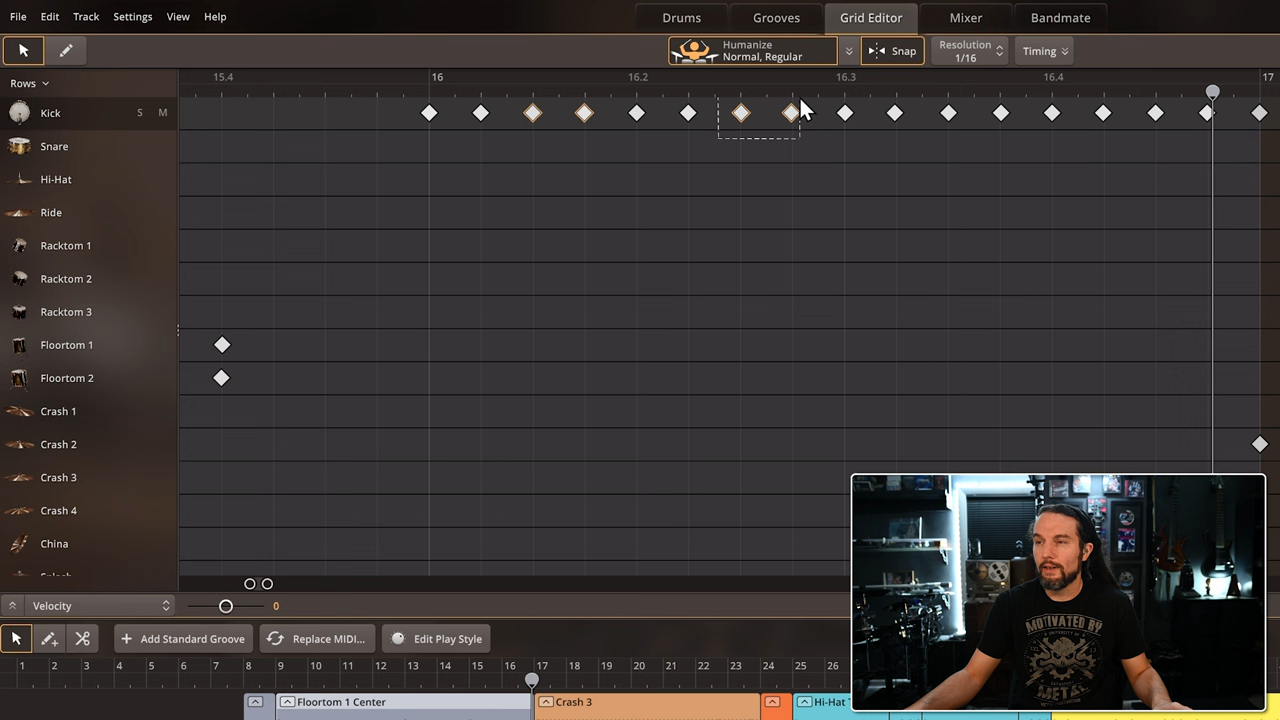 File Edit Track Settings View Help
Drums Grooves Grid Editor Mixer Bandmate
Humanize
Normal, Regular
Snap
Resolution
1/16
Timing
Rows
15.4 16 16.2 16.3 16.4 17
Kick S M
Snare
Hi-Hat
Ride
Racktom 1
Racktom 2
Racktom 3
Floortom 1
Floortom 2
Crash 1
Crash 2
Crash 3
Crash 4
China
Velocity 0
Add Standard Groove Replace MIDI... Edit Play Style
1 2 3 4 5 6 7 8 9 10 11 12 13 14 15 16 17 18 19 20 21 22 23 24 25 26
Floortom 1 Center Crash 3 Hi-Hat
MOTIVATED BY
METAL